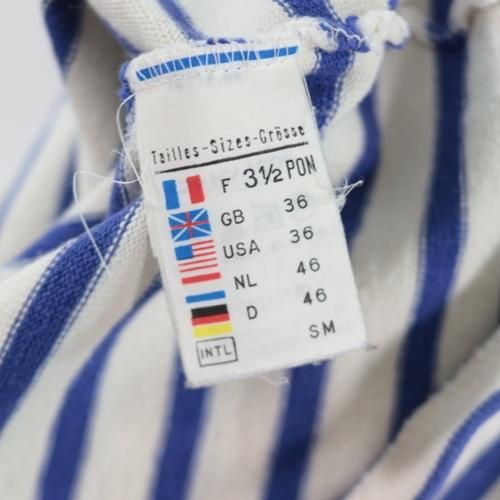 Tailles-Sizes-Grösse
F 3½ PON
GB 36
USA 36
NL 46
D 46
INTL SM